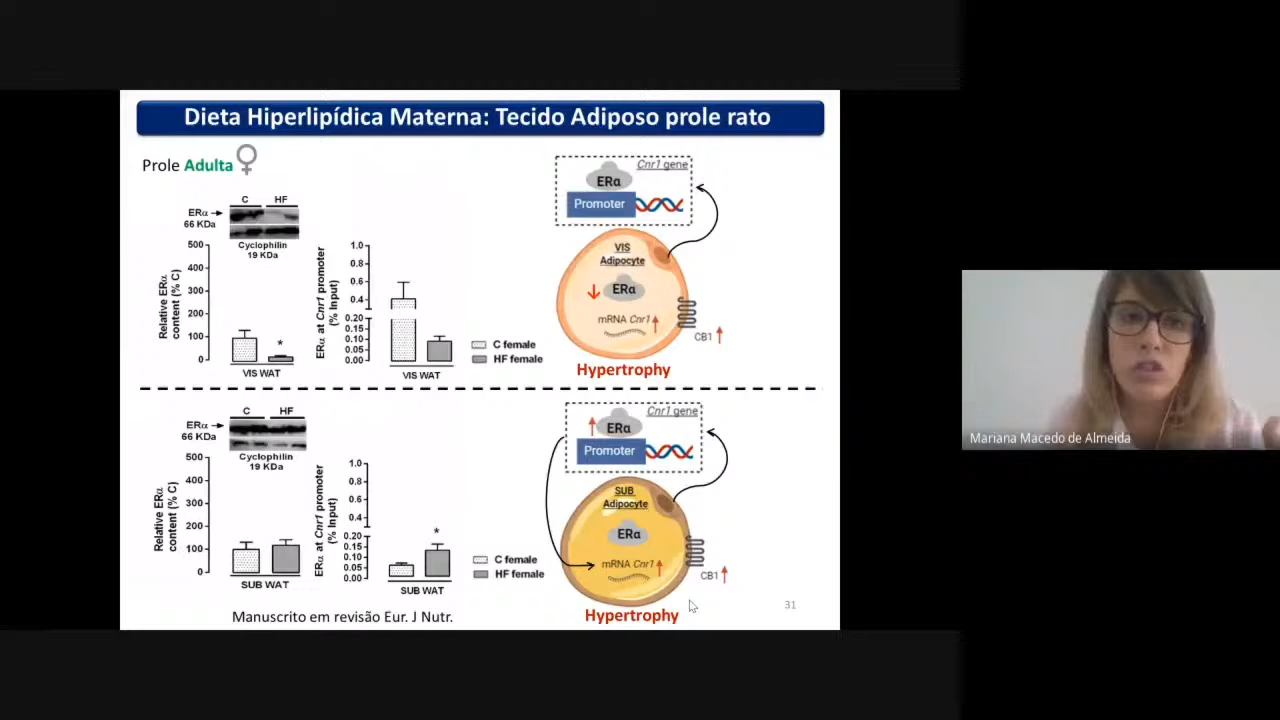 Dieta Hiperlipídica Materna: Tecido Adiposo prole rato
Prole Adulta
C HF
ERα
66 KDa
Cyclophilin
19 KDa
Relative ERα
content (% C)
500
400
300
200
100
0
*
VIS WAT
ERα at Cnr1 promoter
(% Input)
1.0
0.8
0.6
0.4
0.20
0.15
0.10
0.05
0.00
VIS WAT
C female
HF female
Cnr1 gene
ERα
Promoter
VIS
Adipocyte
ERα
mRNA Cnr1
CB1
Hypertrophy
C HF
ERα
66 KDa
Cyclophilin
19 KDa
Relative ERα
content (% C)
500
400
300
200
100
0
SUB WAT
ERα at Cnr1 promoter
(% Input)
1.0
0.8
0.6
0.4
0.20
0.15
0.10
0.05
0.00
*
SUB WAT
C female
HF female
Cnr1 gene
ERα
Promoter
SUB
Adipocyte
ERα
mRNA Cnr1
CB1
Hypertrophy
Manuscrito em revisão Eur. J Nutr.
31
Mariana Macedo de Almeida